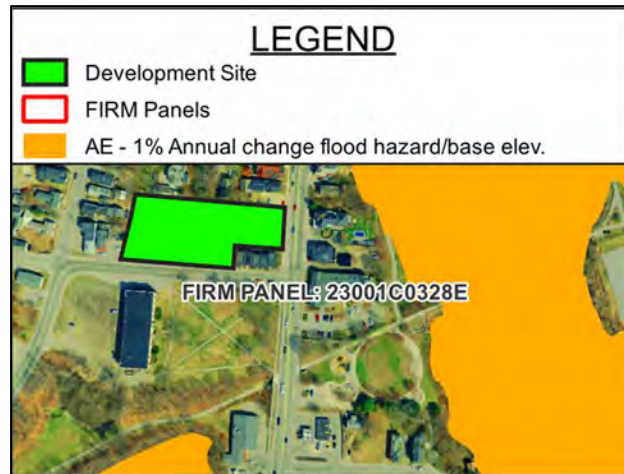 LEGEND
Development Site
FIRM Panels
AE - 1% Annual change flood hazard/base elev.
FIRM PANEL: 23001C0328E